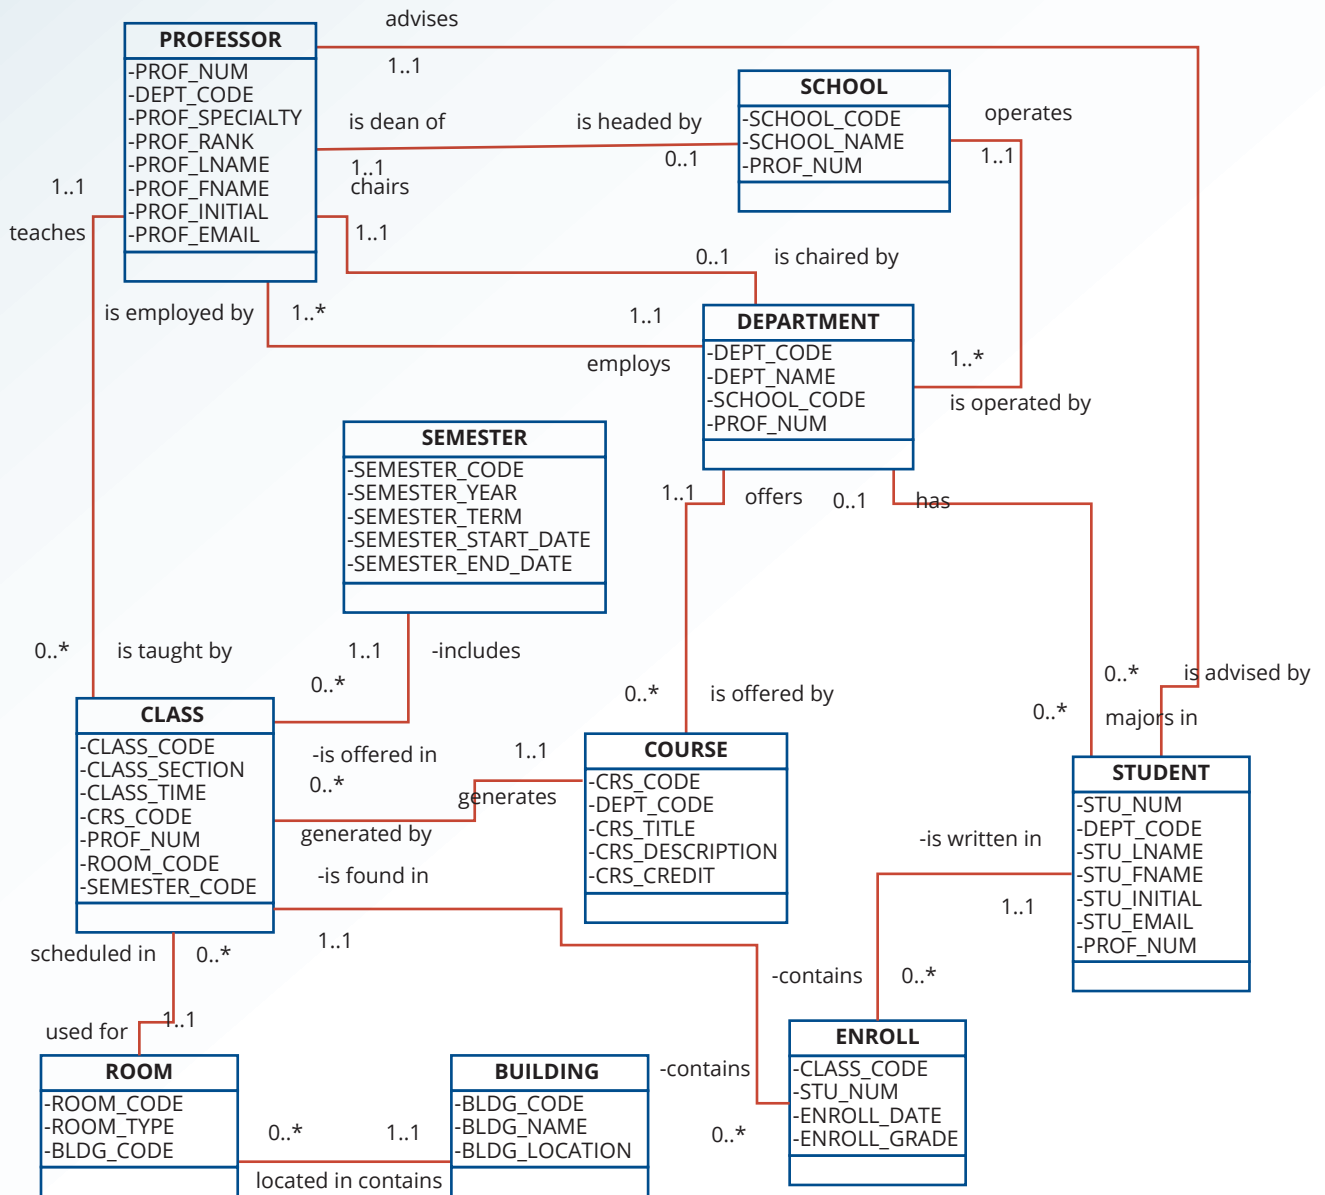 advises
PROFESSOR
-PROF_NUM
-DEPT_CODE
-PROF_SPECIALTY
-PROF_RANK
-PROF_LNAME
-PROF_FNAME
-PROF_INITIAL
-PROF_EMAIL
1..1
SCHOOL
-SCHOOL_CODE
-SCHOOL_NAME
-PROF_NUM
operates
1..1
is dean of
1..1
is headed by
0..1
chairs
1..1
1..1
teaches
0..1
is chaired by
is employed by
1..*
1..1
employs
DEPARTMENT
-DEPT_CODE
-DEPT_NAME
-SCHOOL_CODE
-PROF_NUM
1..*
is operated by
SEMESTER
-SEMESTER_CODE
-SEMESTER_YEAR
-SEMESTER_TERM
-SEMESTER_START_DATE
-SEMESTER_END_DATE
1..1
offers
0..1
has
0..*
is taught by
1..1
-includes
0..*
0..*
is offered by
0..*
is advised by
0..*
majors in
CLASS
-CLASS_CODE
-CLASS_SECTION
-CLASS_TIME
-CRS_CODE
-PROF_NUM
-ROOM_CODE
-SEMESTER_CODE
-is offered in
0..*
1..1
generates
generated by
-is found in
1..1
COURSE
-CRS_CODE
-DEPT_CODE
-CRS_TITLE
-CRS_DESCRIPTION
-CRS_CREDIT
STUDENT
-STU_NUM
-DEPT_CODE
-STU_LNAME
-STU_FNAME
-STU_INITIAL
-STU_EMAIL
-PROF_NUM
-is written in
1..1
scheduled in
0..*
1..1
used for
-contains
0..*
ROOM
-ROOM_CODE
-ROOM_TYPE
-BLDG_CODE
0..*
1..1
located in contains
BUILDING
-BLDG_CODE
-BLDG_NAME
-BLDG_LOCATION
-contains
0..*
ENROLL
-CLASS_CODE
-STU_NUM
-ENROLL_DATE
-ENROLL_GRADE